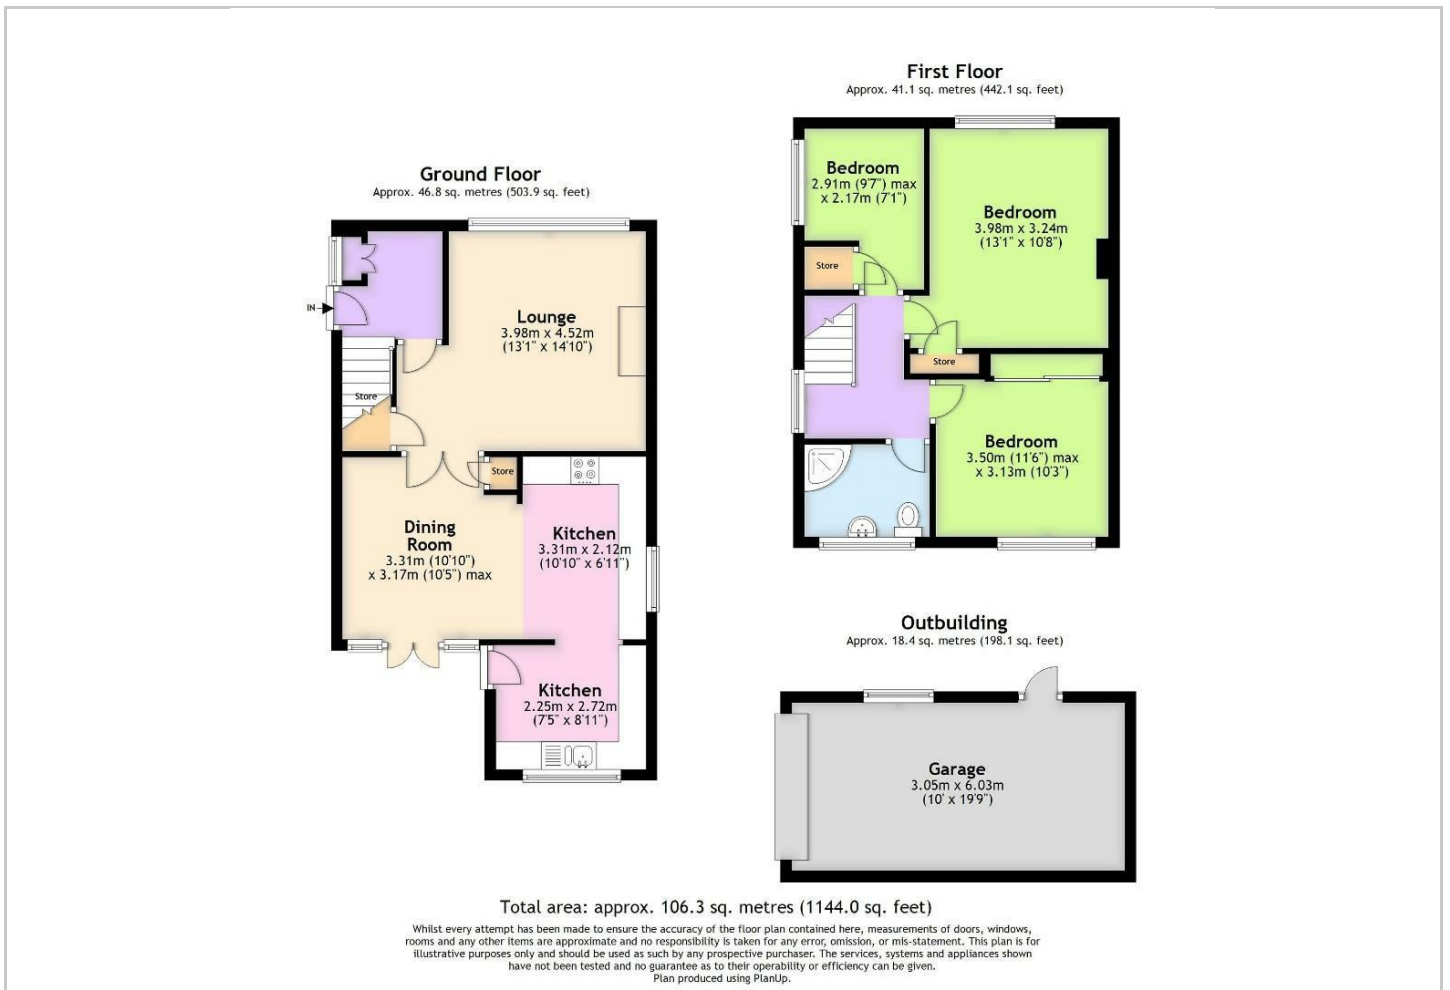 Ground Floor
Approx. 46.8 sq. metres (503.9 sq. feet)
IN
Lounge
3.98m x 4.52m
(13'1" x 14'10")
Store
Store
Dining
Room
3.31m (10'10")
x 3.17m (10'5") max
Kitchen
3.31m x 2.12m
(10'10" x 6'11")
Kitchen
2.25m x 2.72m
(7'5" x 8'11")
First Floor
Approx. 41.1 sq. metres (442.1 sq. feet)
Bedroom
2.91m (9'7") max
x 2.17m (7'1")
Bedroom
3.98m x 3.24m
(13'1" x 10'8")
Store
Store
Bedroom
3.50m (11'6") max
x 3.13m (10'3")
Outbuilding
Approx. 18.4 sq. metres (198.1 sq. feet)
Garage
3.05m x 6.03m
(10' x 19'9")
Total area: approx. 106.3 sq. metres (1144.0 sq. feet)
Whilst every attempt has been made to ensure the accuracy of the floor plan contained here, measurements of doors, windows,
rooms and any other items are approximate and no responsibility is taken for any error, omission, or mis-statement. This plan is for
illustrative purposes only and should be used as such by any prospective purchaser. The services, systems and appliances shown
have not been tested and no guarantee as to their operability or efficiency can be given.
Plan produced using PlanUp.